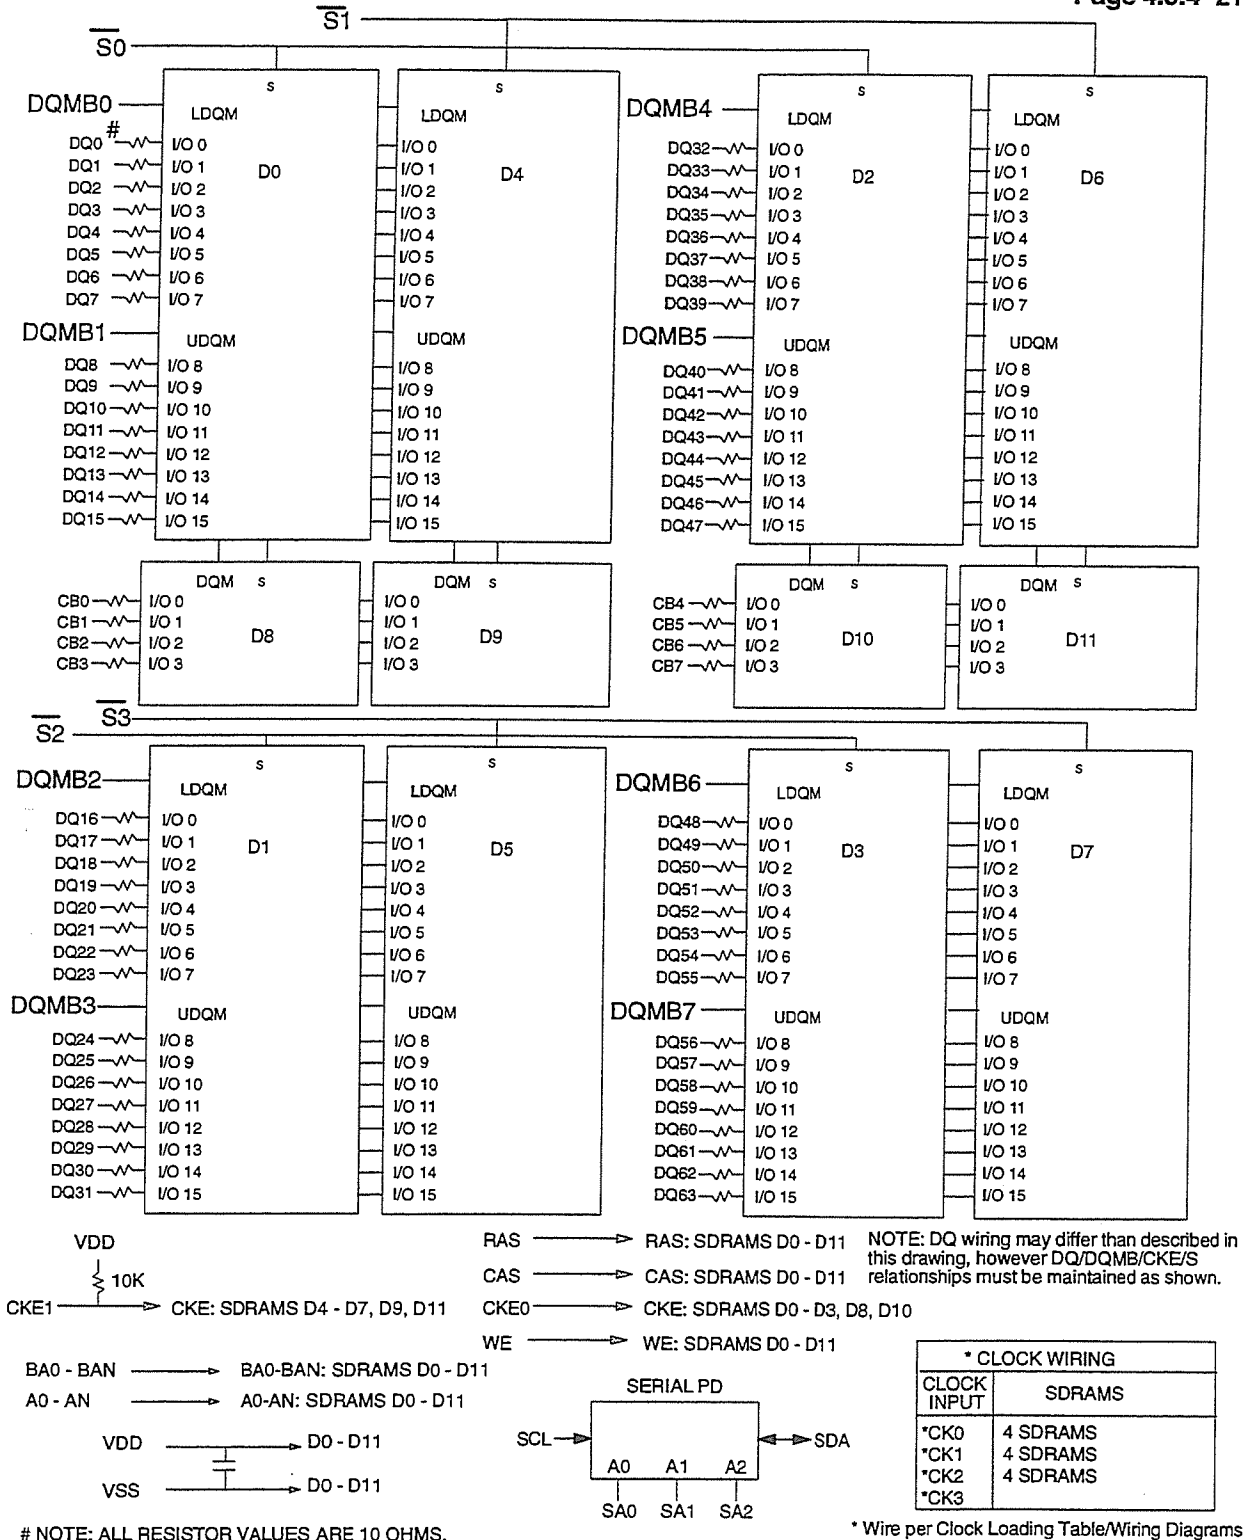 S1
S0
S
S
S
S
DQMB0
LDQM
LDQM
DQMB4
LDQM
LDQM
#
DQ0
I/O 0
I/O 0
DQ32
I/O 0
I/O 0
DQ1
I/O 1
D0
I/O 1
D4
DQ33
I/O 1
D2
I/O 1
D6
DQ2
I/O 2
I/O 2
DQ34
I/O 2
I/O 2
DQ3
I/O 3
I/O 3
DQ35
I/O 3
I/O 3
DQ4
I/O 4
I/O 4
DQ36
I/O 4
I/O 4
DQ5
I/O 5
I/O 5
DQ37
I/O 5
I/O 5
DQ6
I/O 6
I/O 6
DQ38
I/O 6
I/O 6
DQ7
I/O 7
I/O 7
DQ39
I/O 7
I/O 7
DQMB1
UDQM
UDQM
DQMB5
UDQM
UDQM
DQ8
I/O 8
I/O 8
DQ40
I/O 8
I/O 8
DQ9
I/O 9
I/O 9
DQ41
I/O 9
I/O 9
DQ10
I/O 10
I/O 10
DQ42
I/O 10
I/O 10
DQ11
I/O 11
I/O 11
DQ43
I/O 11
I/O 11
DQ12
I/O 12
I/O 12
DQ44
I/O 12
I/O 12
DQ13
I/O 13
I/O 13
DQ45
I/O 13
I/O 13
DQ14
I/O 14
I/O 14
DQ46
I/O 14
I/O 14
DQ15
I/O 15
I/O 15
DQ47
I/O 15
I/O 15
DQM S
DQM S
DQM S
DQM S
CB0
I/O 0
I/O 0
CB4
I/O 0
I/O 0
CB1
I/O 1
I/O 1
CB5
I/O 1
I/O 1
CB2
I/O 2
D8
I/O 2
D9
CB6
I/O 2
D10
I/O 2
D11
CB3
I/O 3
I/O 3
CB7
I/O 3
I/O 3
S3
S2
S
S
S
S
DQMB2
LDQM
LDQM
DQMB6
LDQM
LDQM
DQ16
I/O 0
I/O 0
DQ48
I/O 0
I/O 0
DQ17
I/O 1
D1
I/O 1
D5
DQ49
I/O 1
D3
I/O 1
D7
DQ18
I/O 2
I/O 2
DQ50
I/O 2
I/O 2
DQ19
I/O 3
I/O 3
DQ51
I/O 3
I/O 3
DQ20
I/O 4
I/O 4
DQ52
I/O 4
I/O 4
DQ21
I/O 5
I/O 5
DQ53
I/O 5
I/O 5
DQ22
I/O 6
I/O 6
DQ54
I/O 6
I/O 6
DQ23
I/O 7
I/O 7
DQ55
I/O 7
I/O 7
DQMB3
UDQM
UDQM
DQMB7
UDQM
UDQM
DQ24
I/O 8
I/O 8
DQ56
I/O 8
I/O 8
DQ25
I/O 9
I/O 9
DQ57
I/O 9
I/O 9
DQ26
I/O 10
I/O 10
DQ58
I/O 10
I/O 10
DQ27
I/O 11
I/O 11
DQ59
I/O 11
I/O 11
DQ28
I/O 12
I/O 12
DQ60
I/O 12
I/O 12
DQ29
I/O 13
I/O 13
DQ61
I/O 13
I/O 13
DQ30
I/O 14
I/O 14
DQ62
I/O 14
I/O 14
DQ31
I/O 15
I/O 15
DQ63
I/O 15
I/O 15
VDD
10K
CKE1 CKE: SDRAMS D4 - D7, D9, D11
RAS RAS: SDRAMS D0 - D11
CAS CAS: SDRAMS D0 - D11
CKE0 CKE: SDRAMS D0 - D3, D8, D10
WE WE: SDRAMS D0 - D11
NOTE: DQ wiring may differ than described in
this drawing, however DQ/DQMB/CKE/S
relationships must be maintained as shown.
BA0 - BAN BA0-BAN: SDRAMS D0 - D11
A0 - AN A0-AN: SDRAMS D0 - D11
VDD D0 - D11
VSS D0 - D11
SERIAL PD
SCL
SDA
A0 A1 A2
SA0 SA1 SA2
* CLOCK WIRING
CLOCK INPUT
SDRAMS
*CK0 4 SDRAMS
*CK1 4 SDRAMS
*CK2 4 SDRAMS
*CK3
* Wire per Clock Loading Table/Wiring Diagrams
# NOTE: ALL RESISTOR VALUES ARE 10 OHMS.